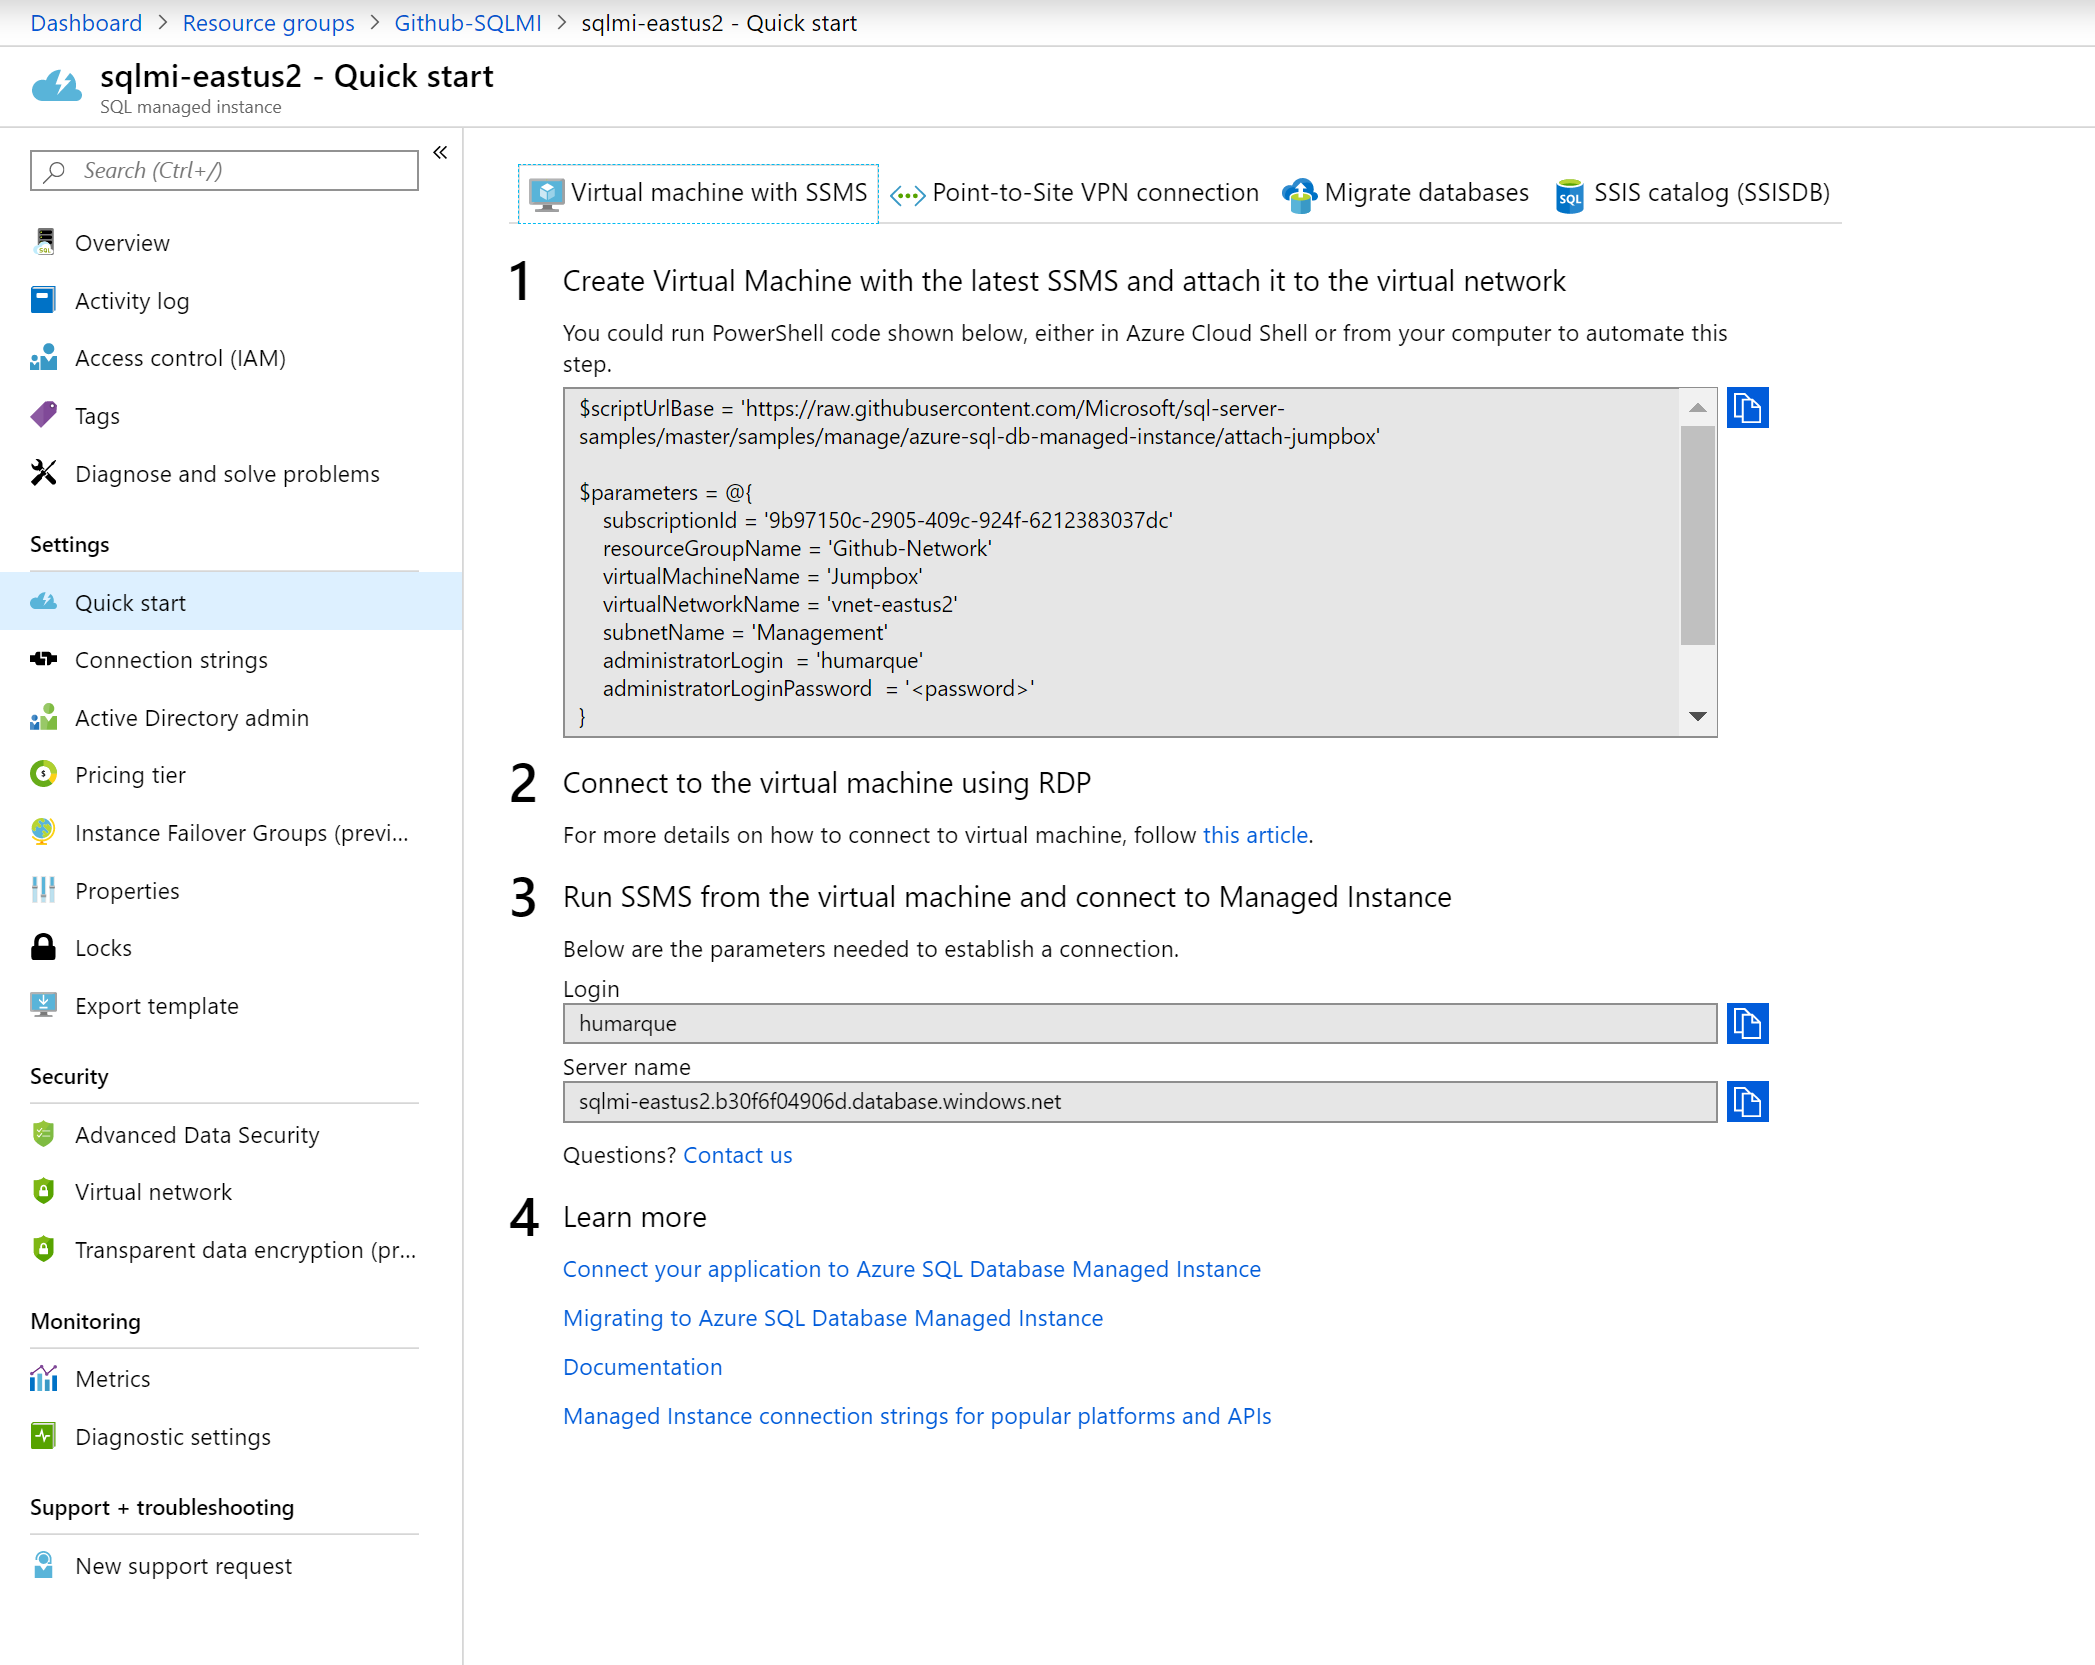 Dashboard > Resource groups > Github-SQLMI > sqlmi-eastus2 - Quick start
sqlmi-eastus2 - Quick start
SQL managed instance
Search (Ctrl+/)
Overview
Activity log
Access control (IAM)
Tags
Diagnose and solve problems
Settings
Quick start
Connection strings
Active Directory admin
Pricing tier
Instance Failover Groups (previ...
Properties
Locks
Export template
Security
Advanced Data Security
Virtual network
Transparent data encryption (pr...
Monitoring
Metrics
Diagnostic settings
Support + troubleshooting
New support request
Virtual machine with SSMS
Point-to-Site VPN connection
Migrate databases
SQL
SSIS catalog (SSISDB)
1 Create Virtual Machine with the latest SSMS and attach it to the virtual network
You could run PowerShell code shown below, either in Azure Cloud Shell or from your computer to automate this
step.
$scriptUrlBase = 'https://raw.githubusercontent.com/Microsoft/sql-server-
samples/master/samples/manage/azure-sql-db-managed-instance/attach-jumpbox'
$parameters = @{
subscriptionId = '9b97150c-2905-409c-924f-6212383037dc'
resourceGroupName = 'Github-Network'
virtualMachineName = 'Jumpbox'
virtualNetworkName = 'vnet-eastus2'
subnetName = 'Management'
administratorLogin  = 'humarque'
administratorLoginPassword  = '<password>'
}
2 Connect to the virtual machine using RDP
For more details on how to connect to virtual machine, follow this article.
3 Run SSMS from the virtual machine and connect to Managed Instance
Below are the parameters needed to establish a connection.
Login
humarque
Server name
sqlmi-eastus2.b30f6f04906d.database.windows.net
Questions? Contact us
4 Learn more
Connect your application to Azure SQL Database Managed Instance
Migrating to Azure SQL Database Managed Instance
Documentation
Managed Instance connection strings for popular platforms and APIs